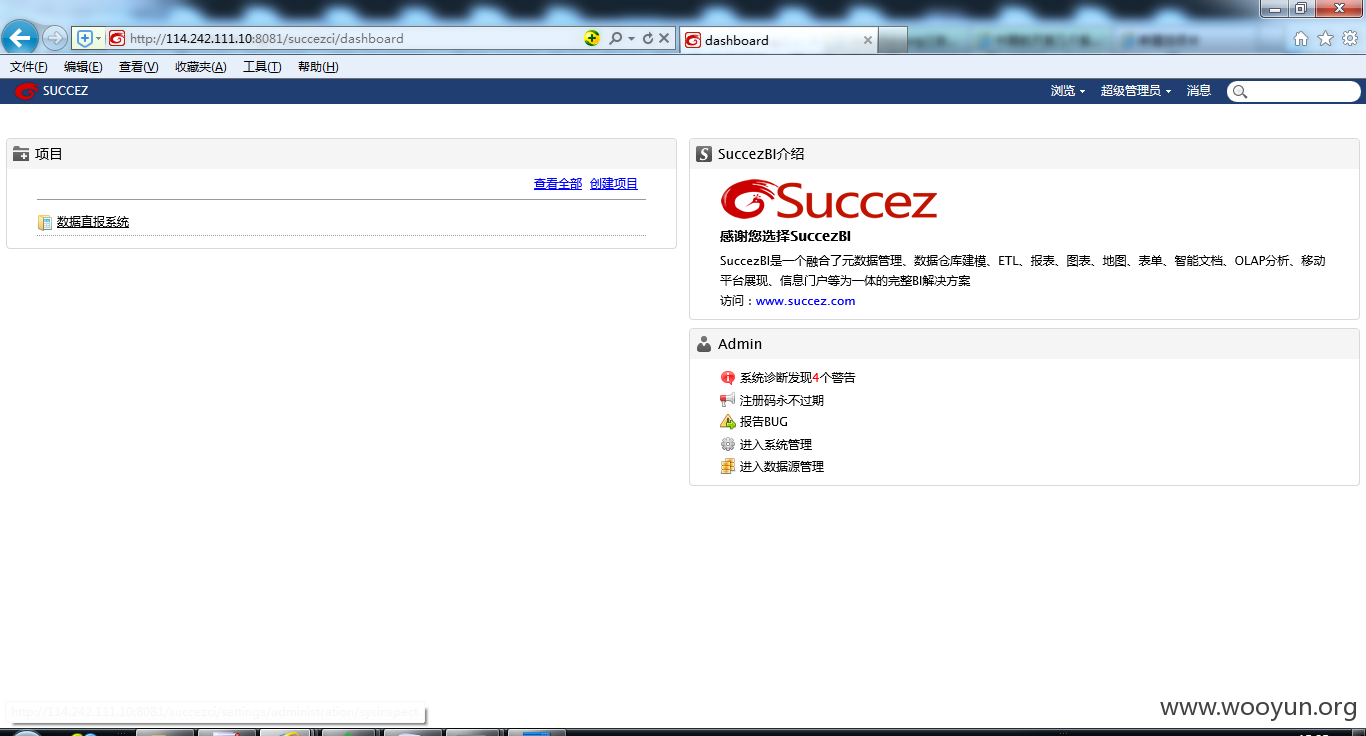 http://114.242.111.10:8081/succezci/dashboard
dashboard
文件(F) 编辑(E) 查看(V) 收藏夹(A) 工具(T) 帮助(H)
SUCCEZ
浏览 超级管理员 消息
项目
查看全部 创建项目
数据直报系统
SuccezBI介绍
Succez
感谢您选择SuccezBI
SuccezBI是一个融合了元数据管理、数据仓库建模、ETL、报表、图表、地图、表单、智能文档、OLAP分析、移动
平台展现、信息门户等为一体的完整BI解决方案
访问：www.succez.com
Admin
系统诊断发现4个警告
注册码永不过期
报告BUG
进入系统管理
进入数据源管理
www.wooyun.org